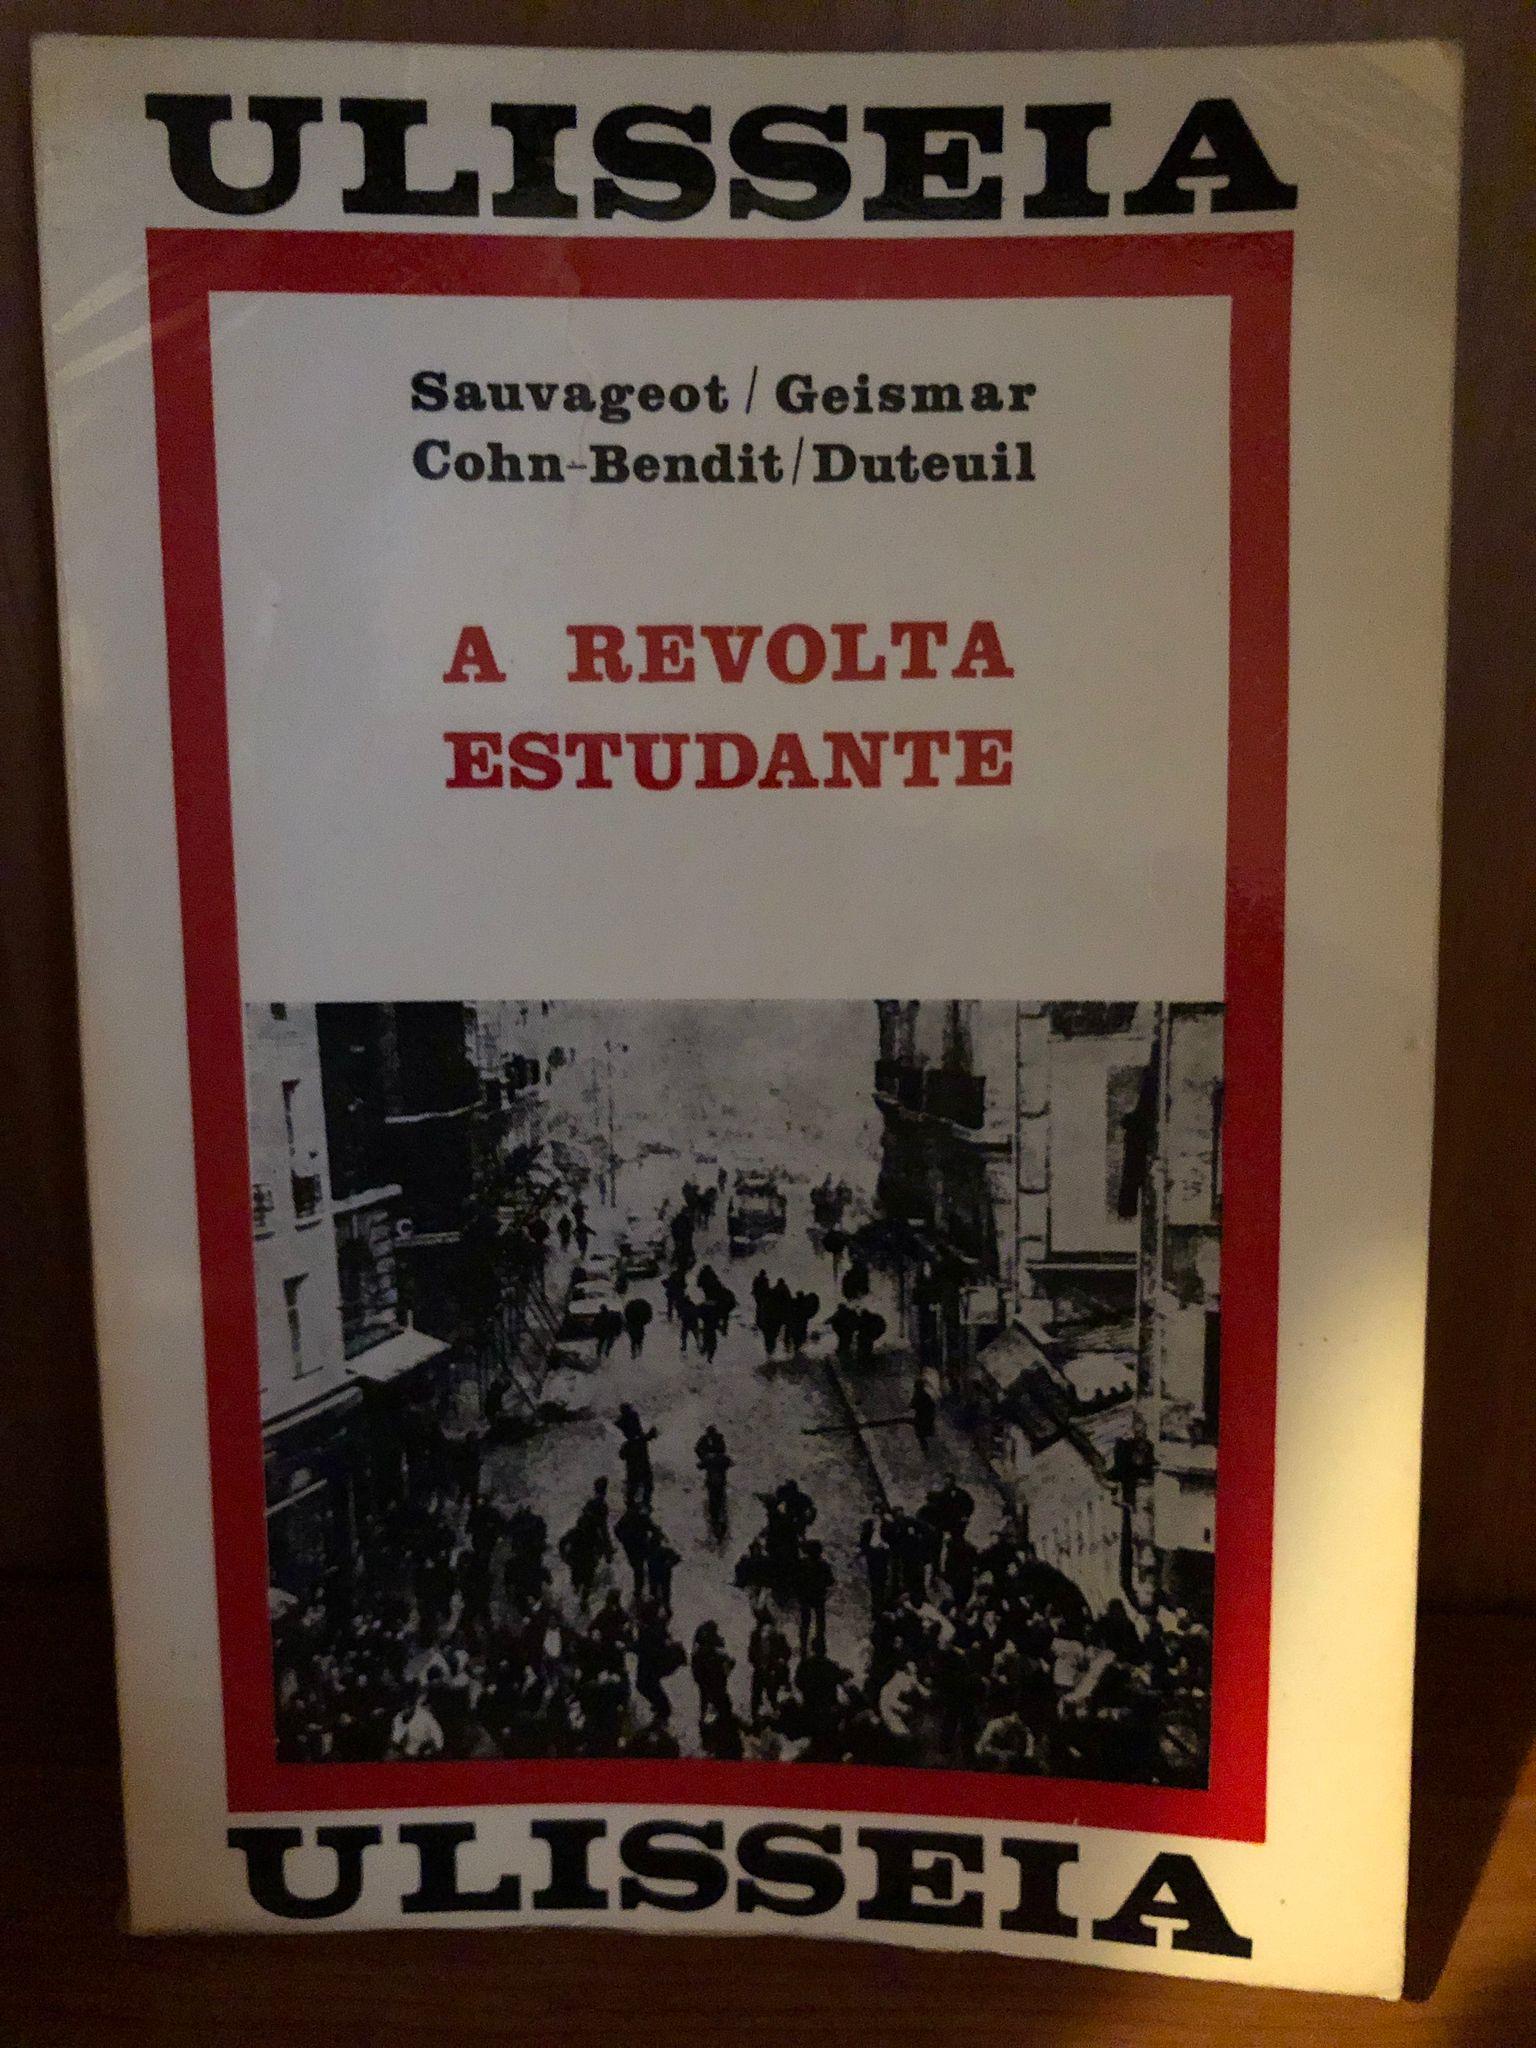 ULISSEIA
Sauvageot / Geismar
Cohn-Bendit / Duteuil
A REVOLTA
ESTUDANTE
ULISSEIA